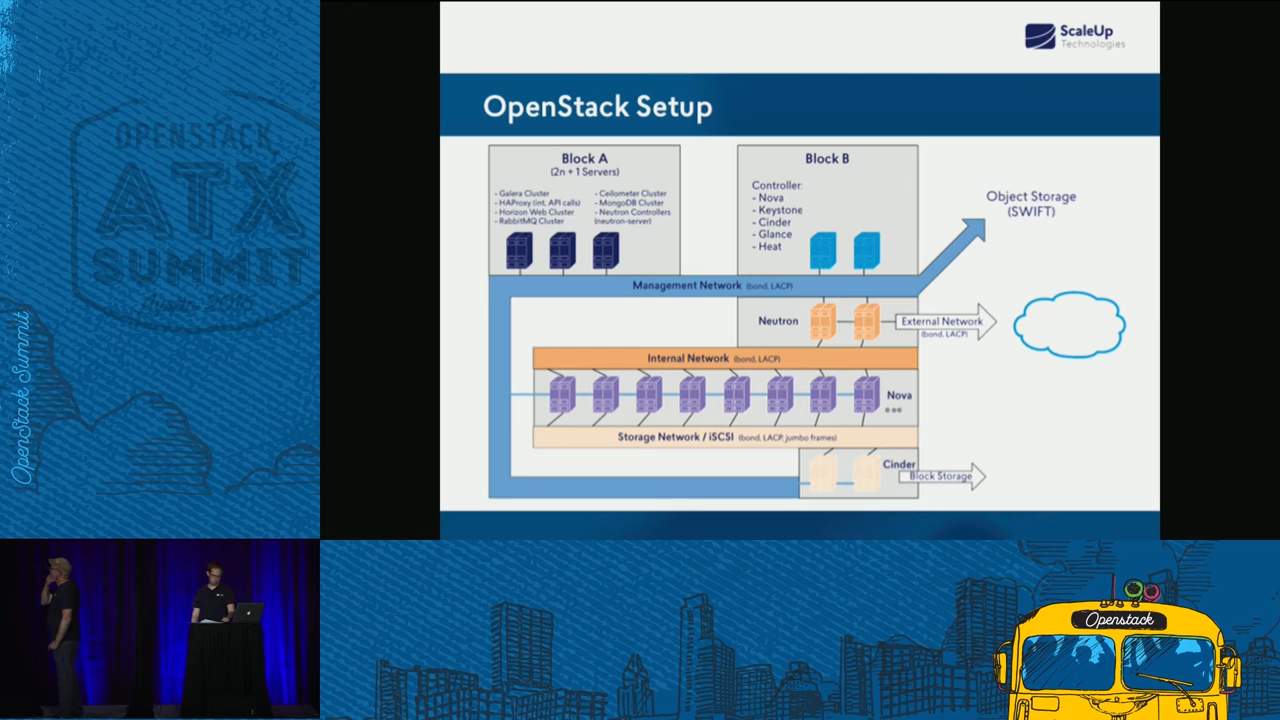 OPENSTACK
ATX
SUMMIT
OpenStack Summit
ScaleUp
Technologies
OpenStack Setup
Block A
(2n + 1 Servers)
- Galera Cluster
- HAProxy (int. API calls)
- Horizon Web Cluster
- RabbitMQ Cluster
- Ceilometer Cluster
- MongoDB Cluster
- Neutron Controllers
(neutron-server)
Block B
Controller:
- Nova
- Keystone
- Cinder
- Glance
- Heat
Object Storage
(SWIFT)
Management Network (bond, LACP)
Neutron
External Network
(bond, LACP)
Internal Network (bond, LACP)
Nova
Storage Network / iSCSI (bond, LACP, jumbo frames)
Cinder
Block Storage
Openstack